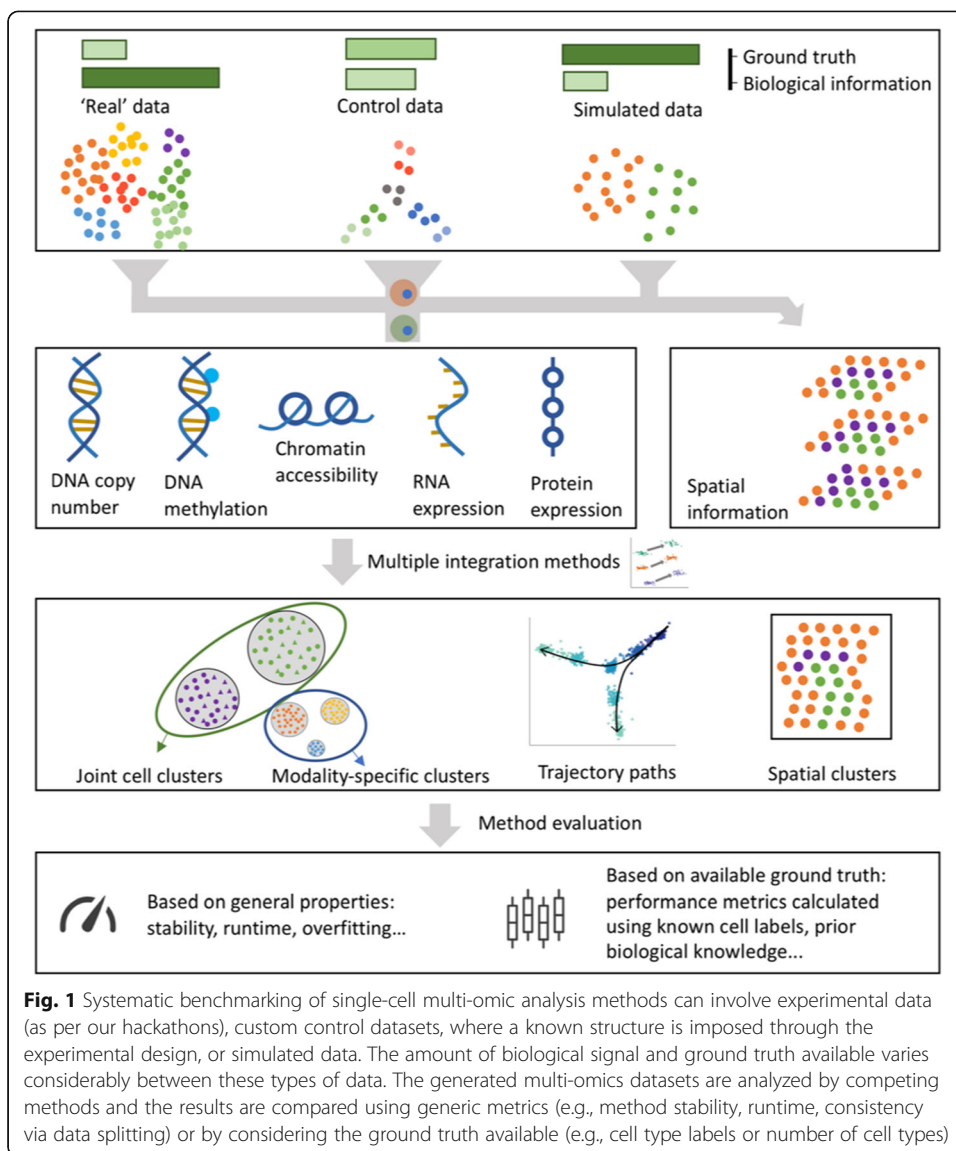 Ground truth
Biological information
‘Real’ data
Control data
Simulated data
DNA copy
number
DNA
methylation
Chromatin
accessibility
RNA
expression
Protein
expression
Spatial
information
Multiple integration methods
Joint cell clusters
Modality-specific clusters
Trajectory paths
Spatial clusters
Method evaluation
Based on general properties:
stability, runtime, overfitting...
Based on available ground truth:
performance metrics calculated
using known cell labels, prior
biological knowledge...
Fig. 1 Systematic benchmarking of single-cell multi-omic analysis methods can involve experimental data
(as per our hackathons), custom control datasets, where a known structure is imposed through the
experimental design, or simulated data. The amount of biological signal and ground truth available varies
considerably between these types of data. The generated multi-omics datasets are analyzed by competing
methods and the results are compared using generic metrics (e.g., method stability, runtime, consistency
via data splitting) or by considering the ground truth available (e.g., cell type labels or number of cell types)